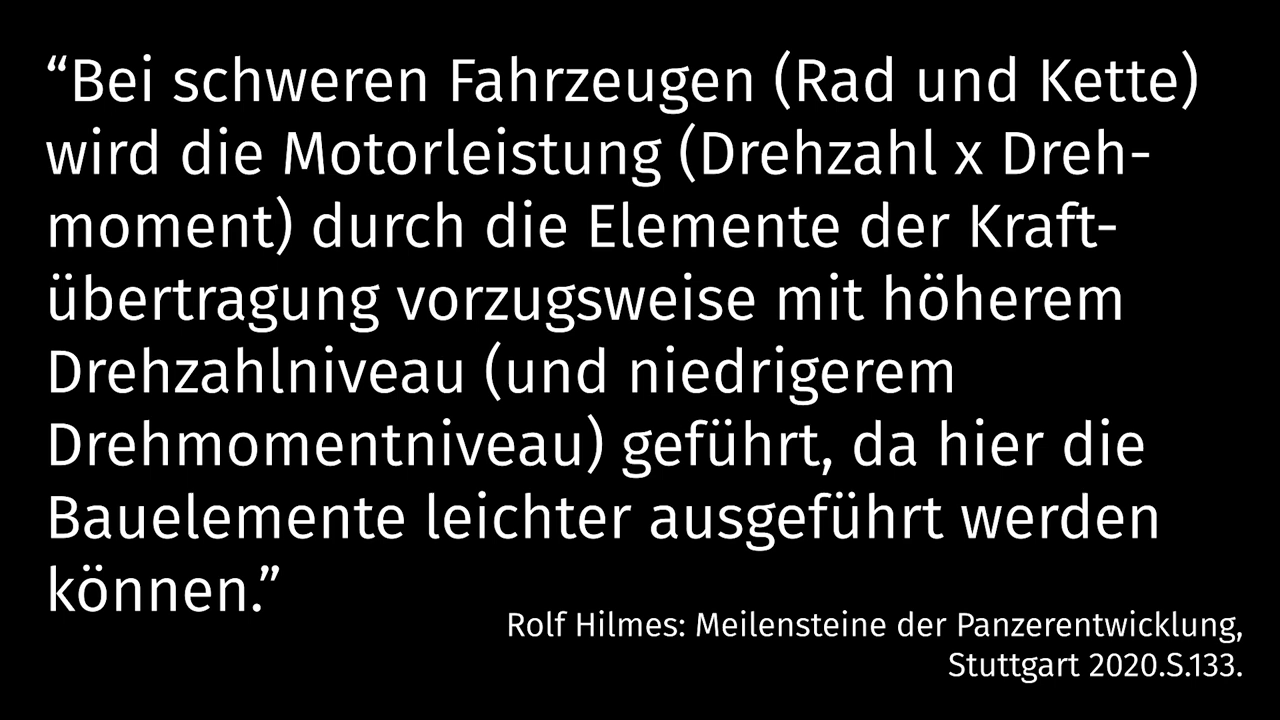 “Bei schweren Fahrzeugen (Rad und Kette)
wird die Motorleistung (Drehzahl x Dreh-
moment) durch die Elemente der Kraft-
übertragung vorzugsweise mit höherem
Drehzahlniveau (und niedrigerem
Drehmomentniveau) geführt, da hier die
Bauelemente leichter ausgeführt werden
können.”
Rolf Hilmes: Meilensteine der Panzerentwicklung,
Stuttgart 2020.S.133.